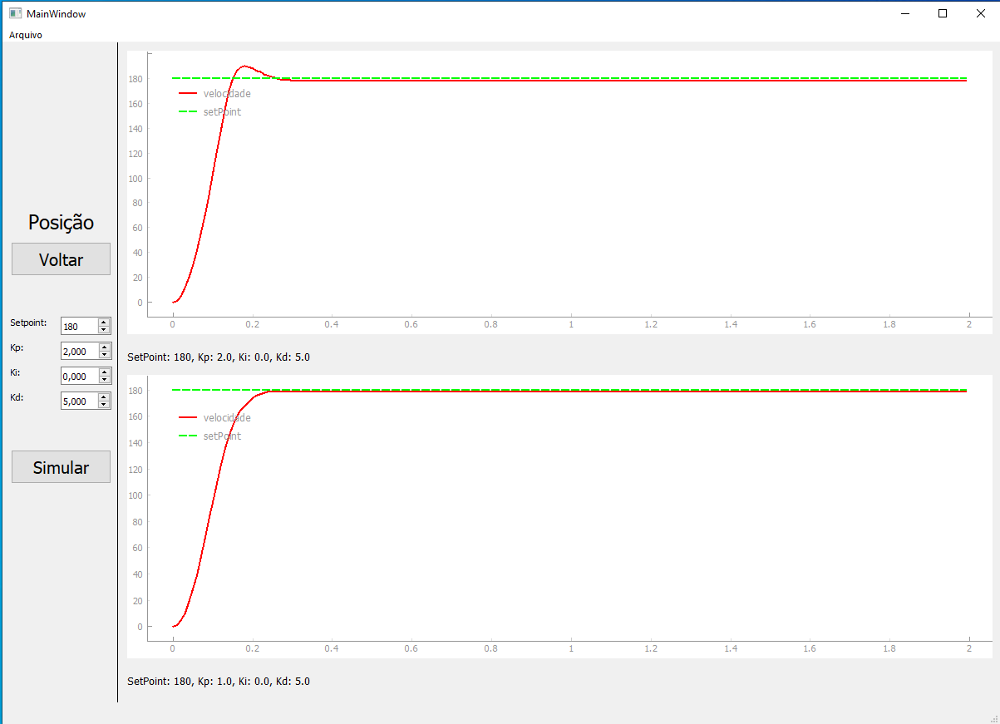 MainWindow
Arquivo
Posição
Voltar
Setpoint: 180
Kp: 2,000
Ki: 0,000
Kd: 5,000
Simular
180
160
140
120
100
80
60
40
20
0
velocidade
setPoint
0 0.2 0.4 0.6 0.8 1 1.2 1.4 1.6 1.8 2
SetPoint: 180, Kp: 2.0, Ki: 0.0, Kd: 5.0
180
160
140
120
100
80
60
40
20
0
velocidade
setPoint
0 0.2 0.4 0.6 0.8 1 1.2 1.4 1.6 1.8 2
SetPoint: 180, Kp: 1.0, Ki: 0.0, Kd: 5.0